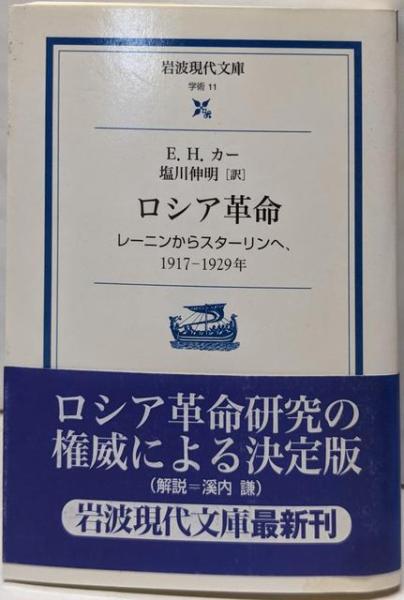 岩波現代文庫
学術 11
E. H. カー
塩川伸明［訳］
ロシア革命
レーニンからスターリンへ、
1917-1929年
ロシア革命研究の
権威による決定版
(解説=溪内 謙)
岩波現代文庫最新刊